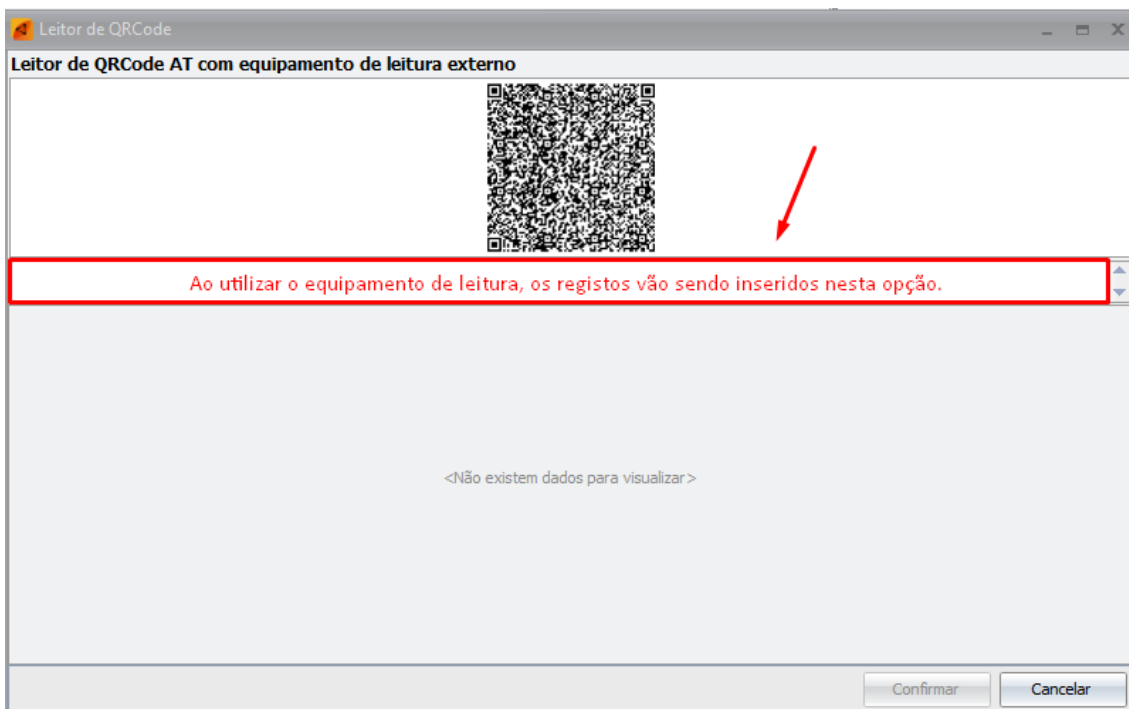 Leitor de QRCode
Leitor de QRCode AT com equipamento de leitura externo
Ao utilizar o equipamento de leitura, os registos vão sendo inseridos nesta opção.
<Não existem dados para visualizar>
Confirmar
Cancelar